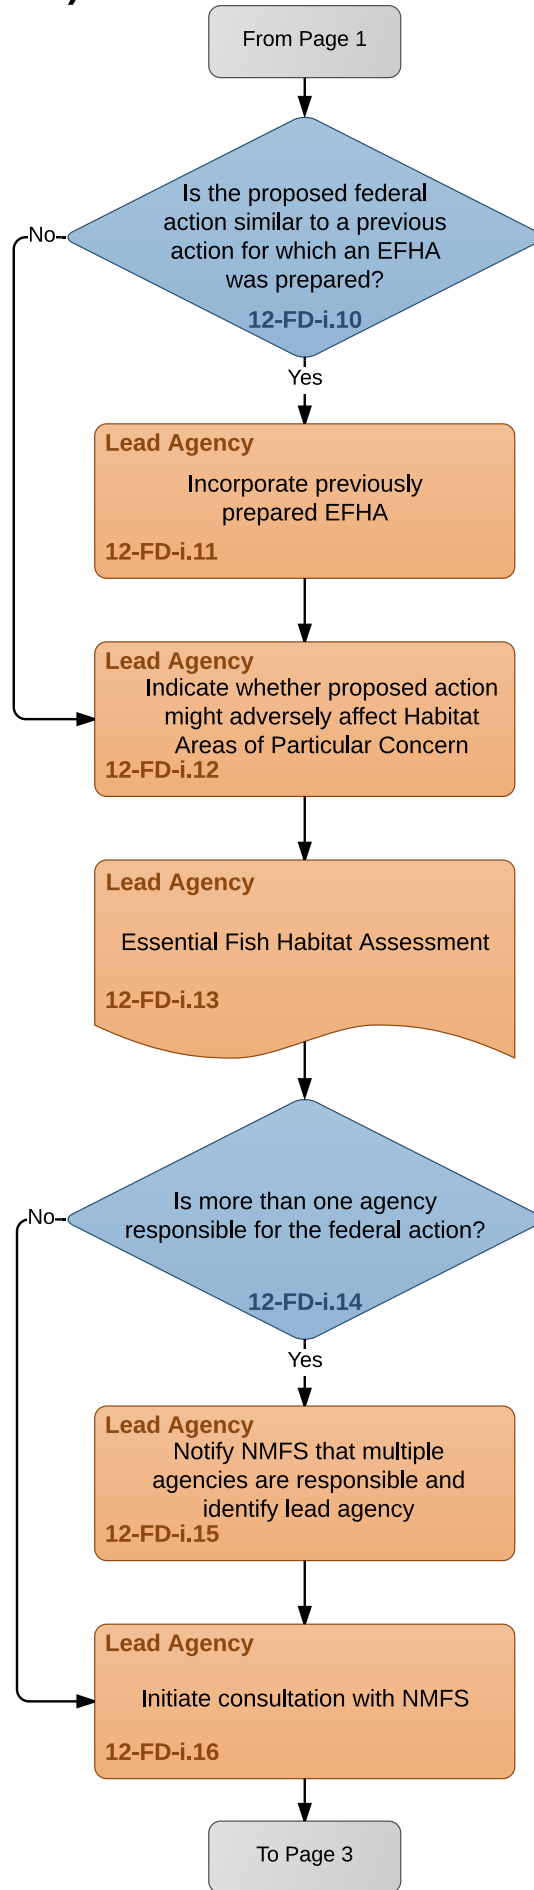 From Page 1
Is the proposed federal
action similar to a previous
action for which an EFHA
was prepared?
12-FD-i.10
No
Yes
Lead Agency
Incorporate previously
prepared EFHA
12-FD-i.11
Lead Agency
Indicate whether proposed action
might adversely affect Habitat
Areas of Particular Concern
12-FD-i.12
Lead Agency
Essential Fish Habitat Assessment
12-FD-i.13
Is more than one agency
responsible for the federal action?
12-FD-i.14
No
Yes
Lead Agency
Notify NMFS that multiple
agencies are responsible and
identify lead agency
12-FD-i.15
Lead Agency
Initiate consultation with NMFS
12-FD-i.16
To Page 3